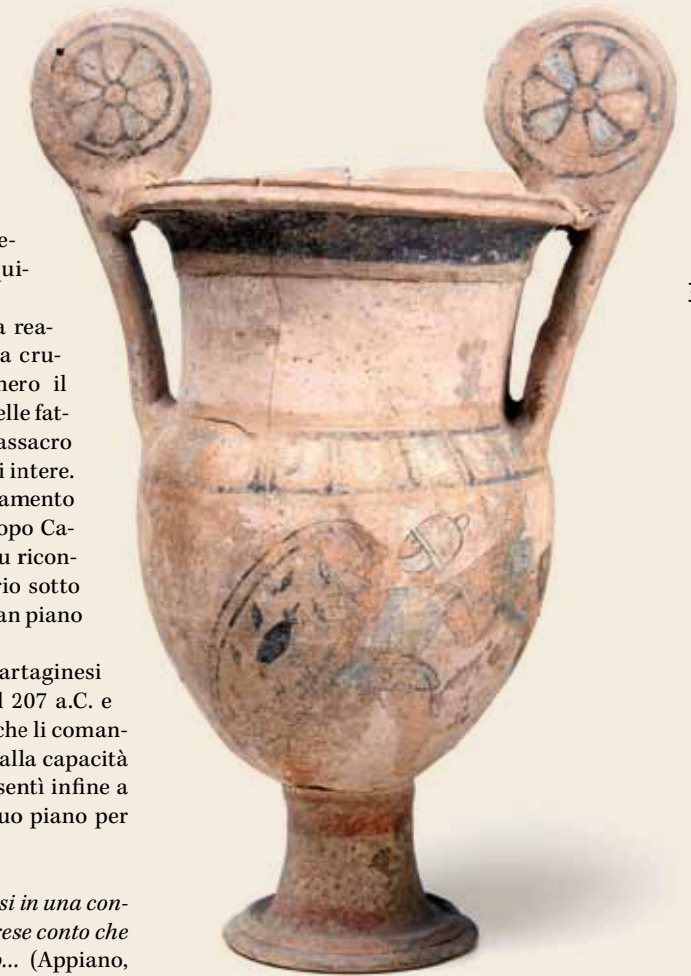 e-
ui-
a rea-
a cru-
nero il
elle fat-
assacro
i intere.
amento
opo Ca-
u ricon-
rio sotto
an piano
artaginesi
l 207 a.C. e
che li coman-
alla capacità
sentì infine a
uo piano per
si in una con-
rese conto che
o... (Appiano,